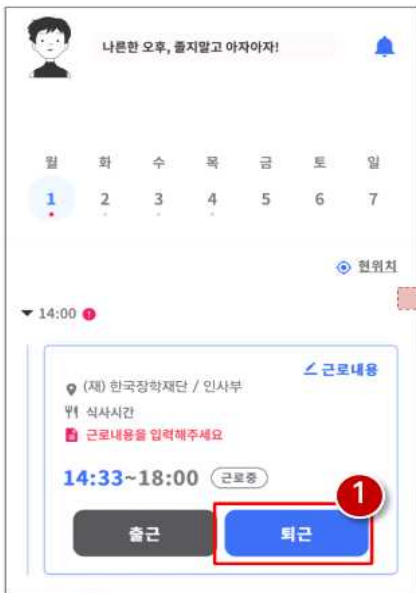 나른한 오후, 졸지말고 아자아자!
월 화 수 목 금 토 일
1 2 3 4 5 6 7
현위치
14:00 !
근로내용
(재) 한국장학재단 / 인사부
식사시간
근로내용을 입력해주세요
14:33~18:00 근로중
1
출근 퇴근